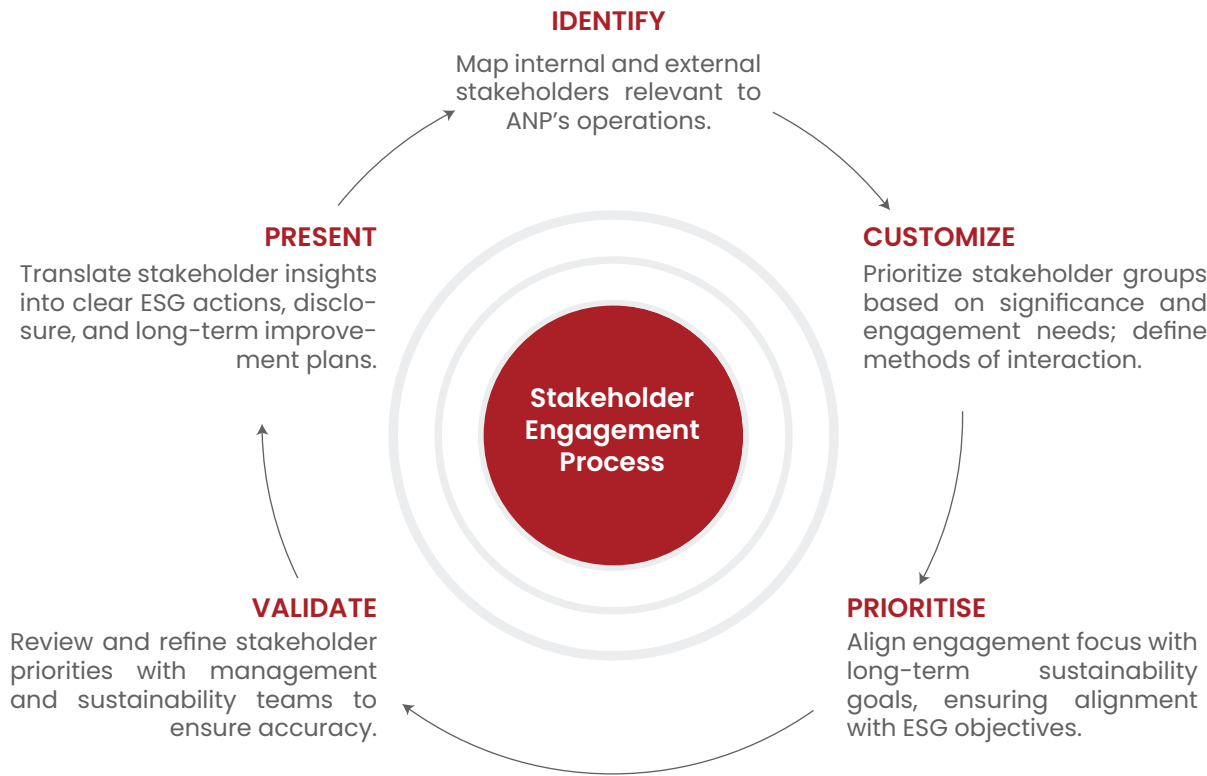 IDENTIFY
Map internal and external
stakeholders relevant to
ANP's operations.
CUSTOMIZE
Prioritize stakeholder groups
based on significance and
engagement needs; define
methods of interaction.
PRIORITISE
Align engagement focus with
long-term sustainability
goals, ensuring alignment
with ESG objectives.
VALIDATE
Review and refine stakeholder
priorities with management
and sustainability teams to
ensure accuracy.
PRESENT
Translate stakeholder insights
into clear ESG actions, disclo-
sure, and long-term improve-
ment plans.
Stakeholder
Engagement
Process